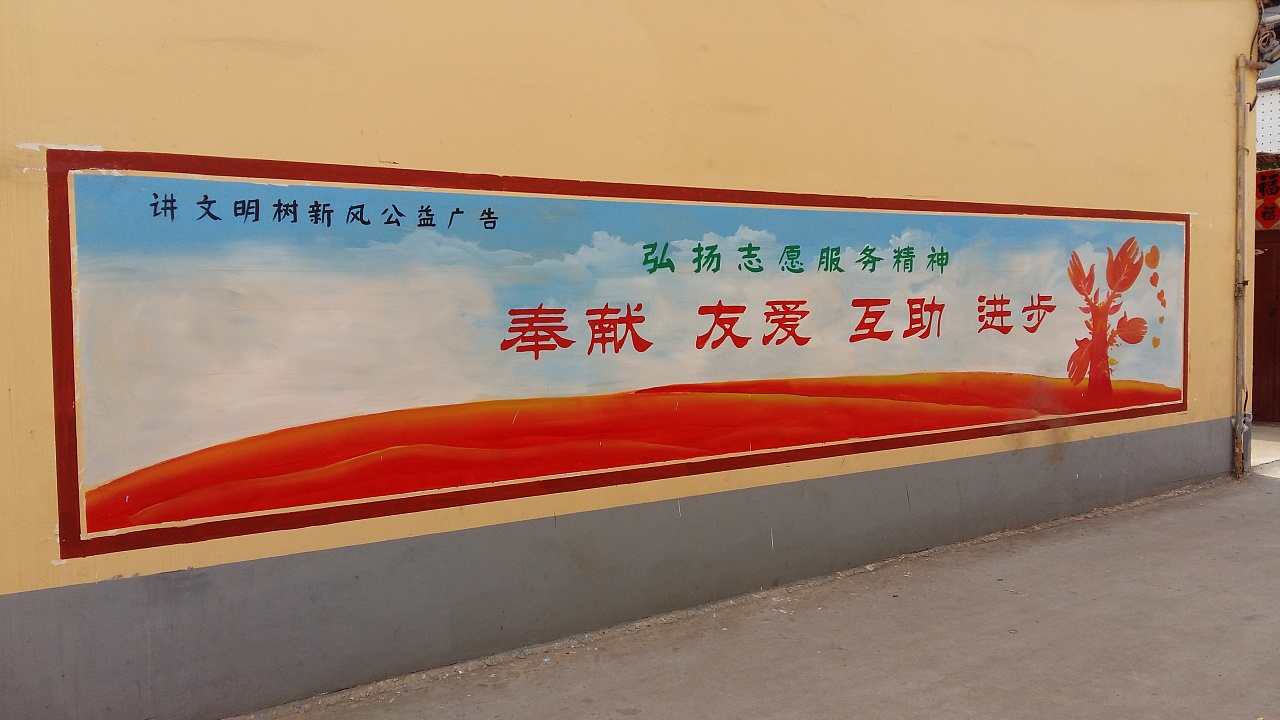 讲文明树新风公益广告
弘扬志愿服务精神
奉献 友爱 互助 进步
福